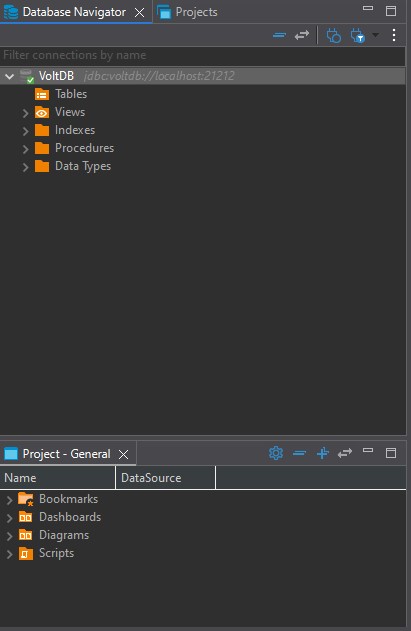 Database Navigator Projects
Filter connections by name
VoltDB jdbc:voltdb://localhost:21212
Tables
Views
Indexes
Procedures
Data Types
Project - General
Name DataSource
Bookmarks
Dashboards
Diagrams
Scripts